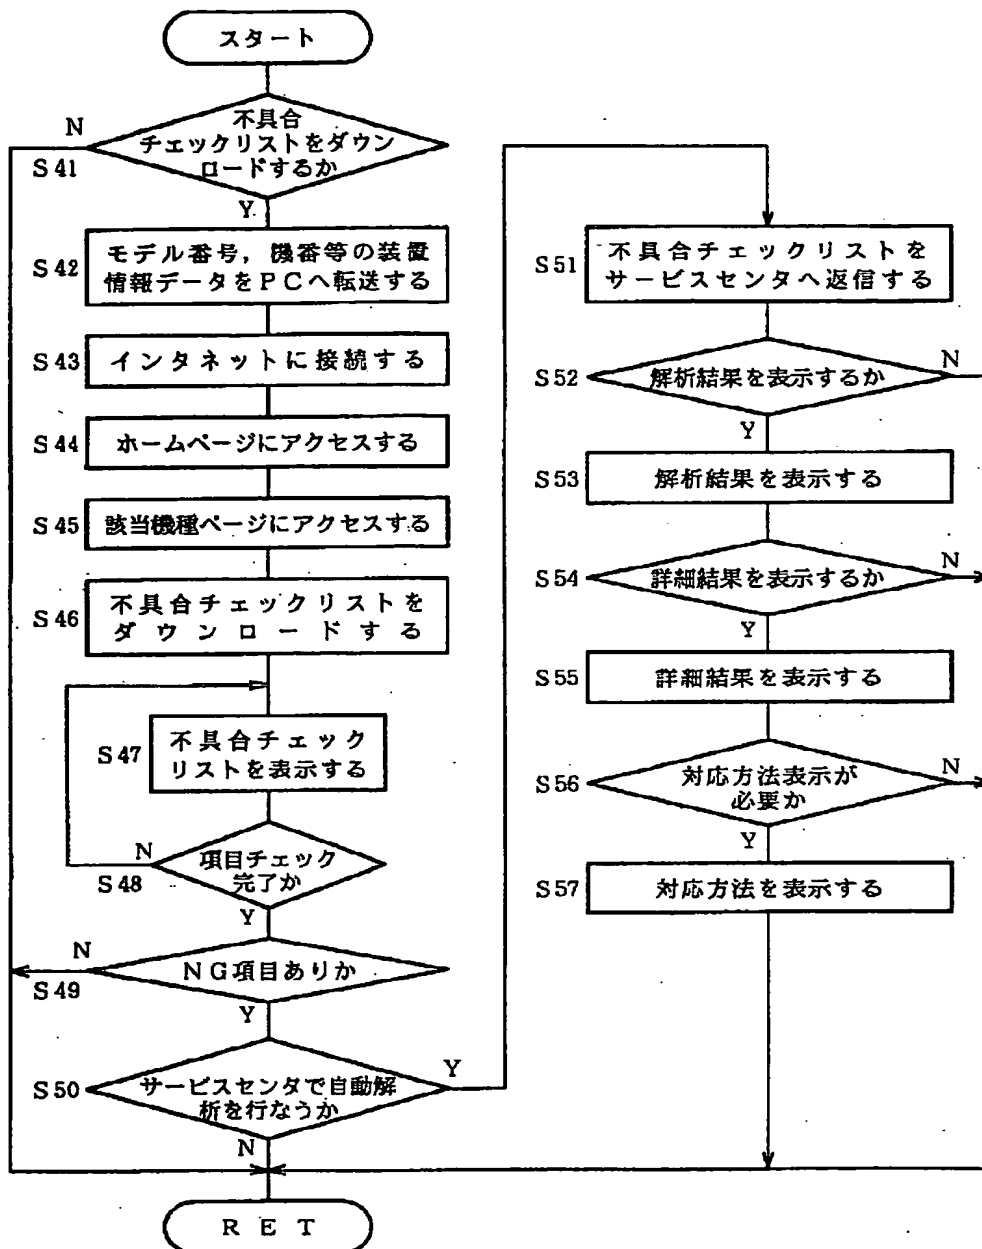 スタート
N
S41
不具合
チェックリストをダウン
ロードするか
Y
S42
モデル番号，機番等の装置
情報データをPCへ転送する
S43
インタネットに接続する
S44
ホームページにアクセスする
S45
該当機種ページにアクセスする
S46
不具合チェックリストを
ダウンロードする
S47
不具合チェック
リストを表示する
N
S48
項目チェック
完了か
Y
N
S49
NG項目ありか
Y
S50
サービスセンタで自動解
析を行なうか
Y
N
RET
S51
不具合チェックリストを
サービスセンタへ返信する
S52
解析結果を表示するか
N
Y
S53
解析結果を表示する
S54
詳細結果を表示するか
N
Y
S55
詳細結果を表示する
S56
対応方法表示が
必要か
N
Y
S57
対応方法を表示する